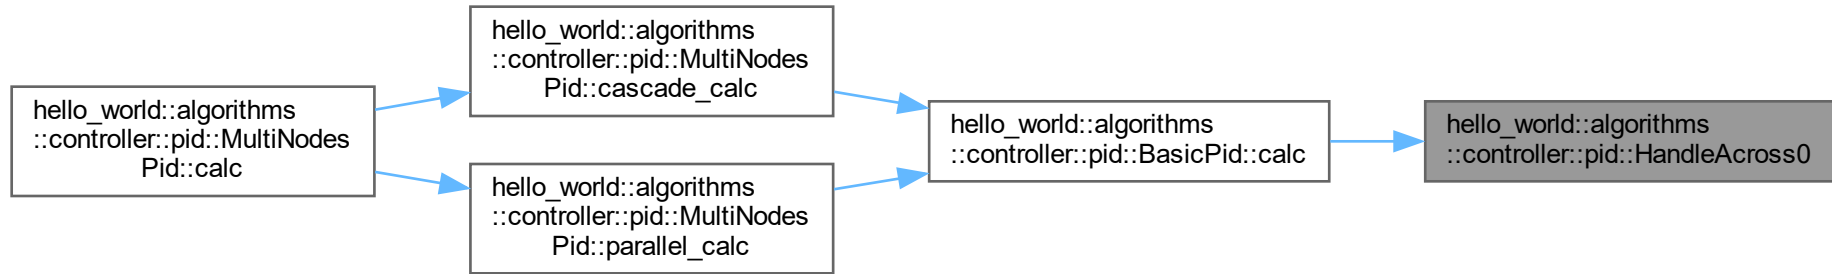 hello_world::algorithms
::controller::pid::MultiNodes
Pid::calc
hello_world::algorithms
::controller::pid::MultiNodes
Pid::cascade_calc
hello_world::algorithms
::controller::pid::MultiNodes
Pid::parallel_calc
hello_world::algorithms
::controller::pid::BasicPid::calc
hello_world::algorithms
::controller::pid::HandleAcross0